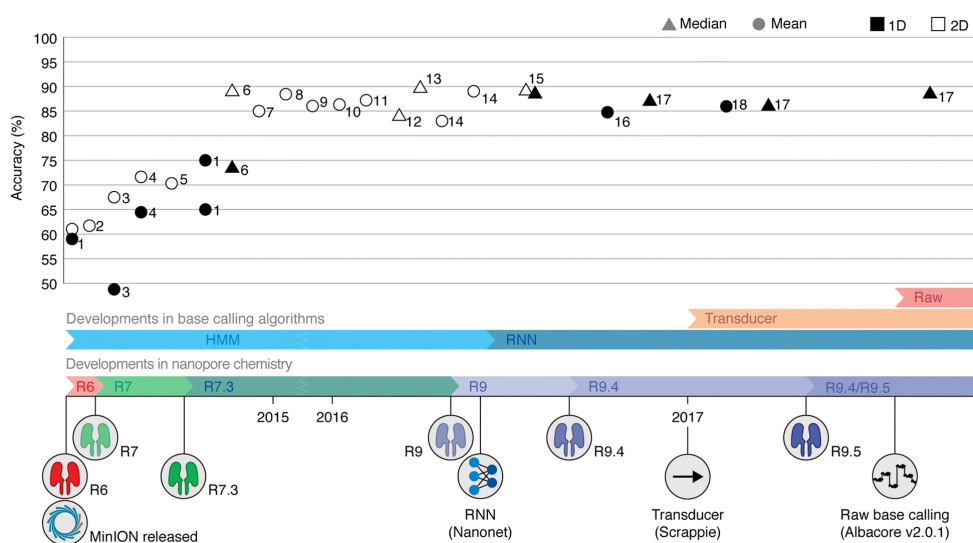 Median Mean 1D 2D
Accuracy (%)
100
95
90
85
80
75
70
65
60
55
50
1
2
3
3
4
4
5
1
1
6
6
7
8
9
10
11
12
13
14
14
15
16
17
18
17
17
Raw
Developments in base calling algorithms
Transducer
HMM
RNN
Developments in nanopore chemistry
R6 R7 R7.3 R9 R9.4 R9.4/R9.5
2015 2016 2017
R7 R9 R9.4 R9.5
R6 R7.3
MinION released
RNN
(Nanonet)
Transducer
(Scrappie)
Raw base calling
(Albacore v2.0.1)